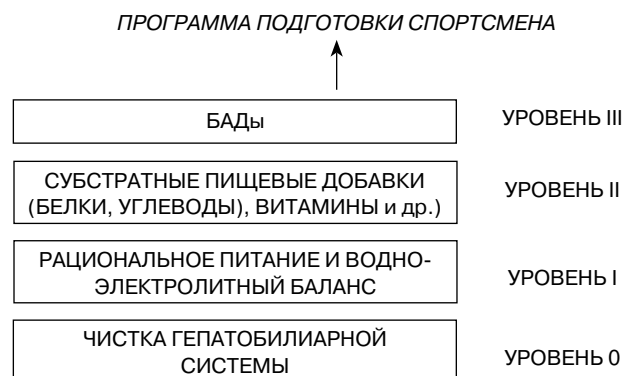 ПРОГРАММА ПОДГОТОВКИ СПОРТСМЕНА
БАДы
УРОВЕНЬ III
СУБСТРАТНЫЕ ПИЩЕВЫЕ ДОБАВКИ
(БЕЛКИ, УГЛЕВОДЫ), ВИТАМИНЫ и др.)
УРОВЕНЬ II
РАЦИОНАЛЬНОЕ ПИТАНИЕ И ВОДНО-
ЭЛЕКТРОЛИТНЫЙ БАЛАНС
УРОВЕНЬ I
ЧИСТКА ГЕПАТОБИЛИАРНОЙ
СИСТЕМЫ
УРОВЕНЬ 0